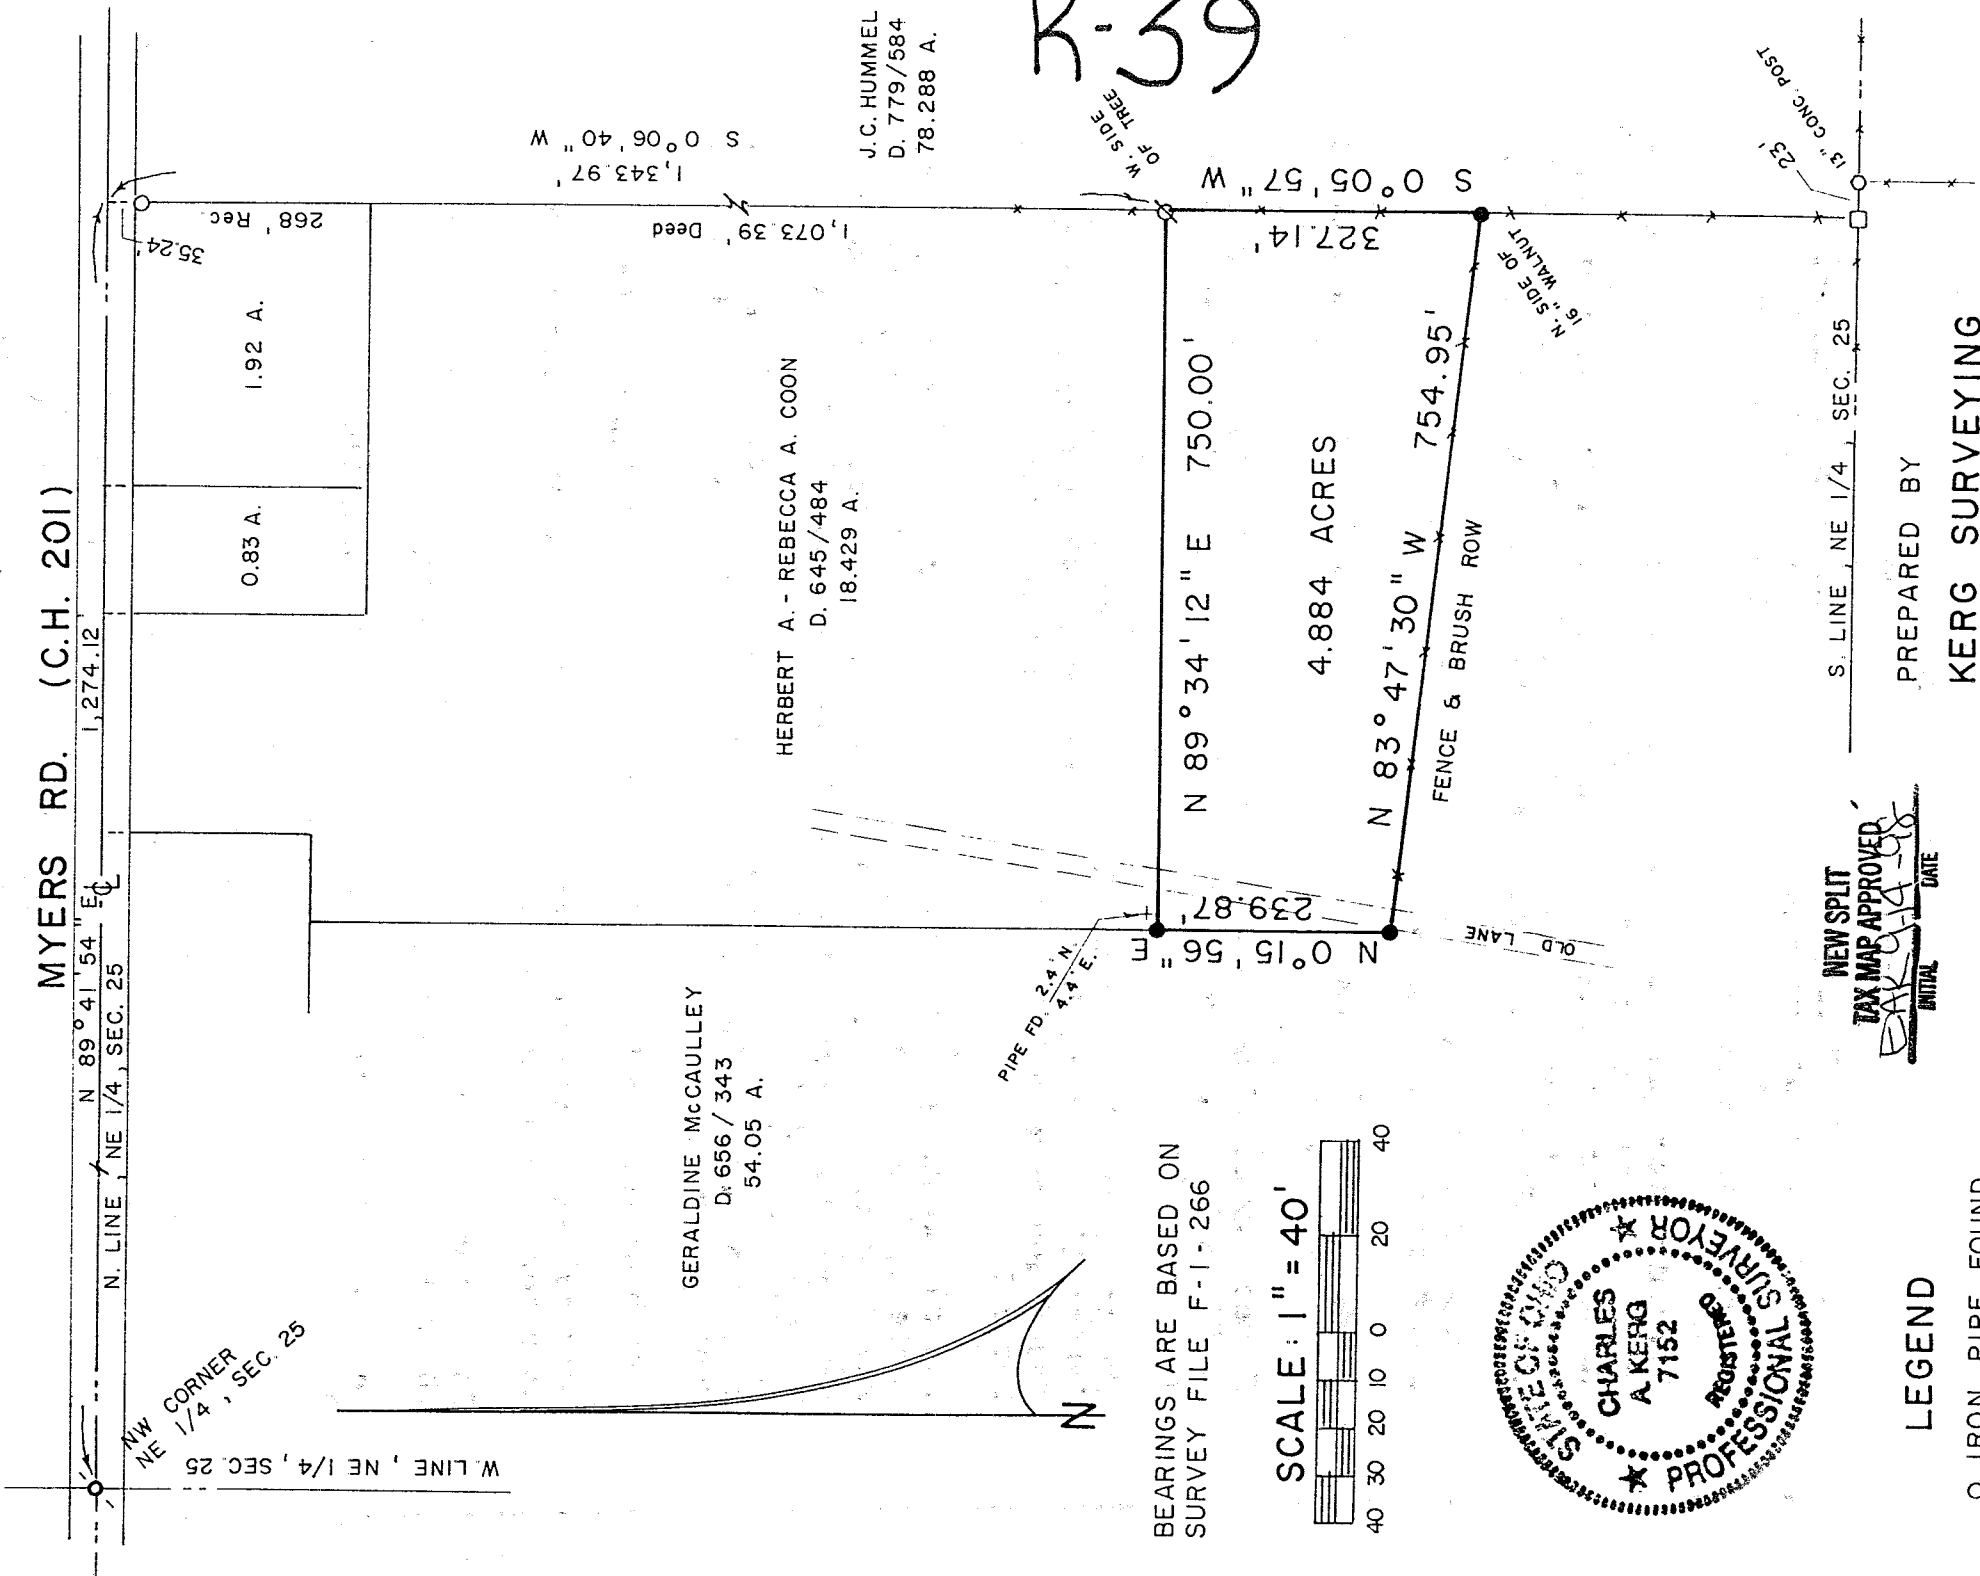 K-59
MYERS RD. (C.H. 201)
N 89° 41' 54" E
1,274.12'
N. LINE, NE 1/4, SEC. 25
NW CORNER
NE 1/4, SEC. 25
W. LINE, NE 1/4, SEC. 25
35.24'
268' Rec.
1.92 A.
0.83 A.
S 0° 06' 40" W
1,343.97'
1,073.39' Deed
J.C. HUMMEL
D. 779/584
78.288 A.
HERBERT A. - REBECCA A. COON
D. 645/484
18.429 A.
GERALDINE McCAULLEY
D. 656/343
54.05 A.
W. SIDE
OF TREE
PIPE FD. 2.4' N.
4.4' E.
N 89° 34' 12" E 750.00'
S 0° 05' 57" W
327.14'
4.884 ACRES
N 0° 15' 56" E
239.87'
N 83° 47' 30" W 754.95'
FENCE & BRUSH ROW
N. SIDE OF
16" WALNUT
OLD LANE
13" CONC. POST
23'
S. LINE, NE 1/4, SEC. 25
BEARINGS ARE BASED ON
SURVEY FILE F-1-266
SCALE: 1" = 40'
40 30 20 10 0 20 40
N
STATE OF OHIO
CHARLES
A. KERG
7152
REGISTERED
PROFESSIONAL SURVEYOR
NEW SPLIT
TAX MAP APPROVED
INITIAL DATE
PREPARED BY
KERG SURVEYING
LEGEND
O IRON PIPE FOUND